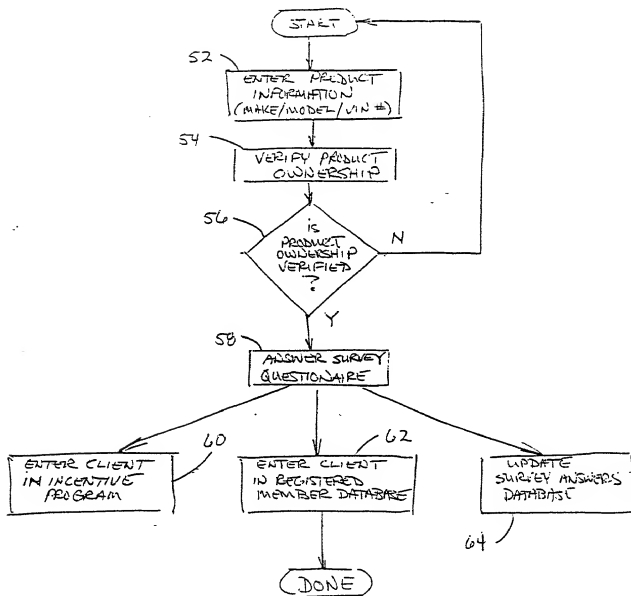 START
52
ENTER PRODUCT
INFORMATION
(MAKE/MODEL/VIN #)
54
VERIFY PRODUCT
OWNERSHIP
56
is
PRODUCT
OWNERSHIP
VERIFIED
?
N
Y
58
ANSWER SURVEY
QUESTIONAIRE
60
ENTER CLIENT
IN INCENTIVE
PROGRAM
62
ENTER CLIENT
IN REGISTERED
MEMBER DATABASE
UPDATE
SURVEY ANSWERS
DATABASE
64
DONE